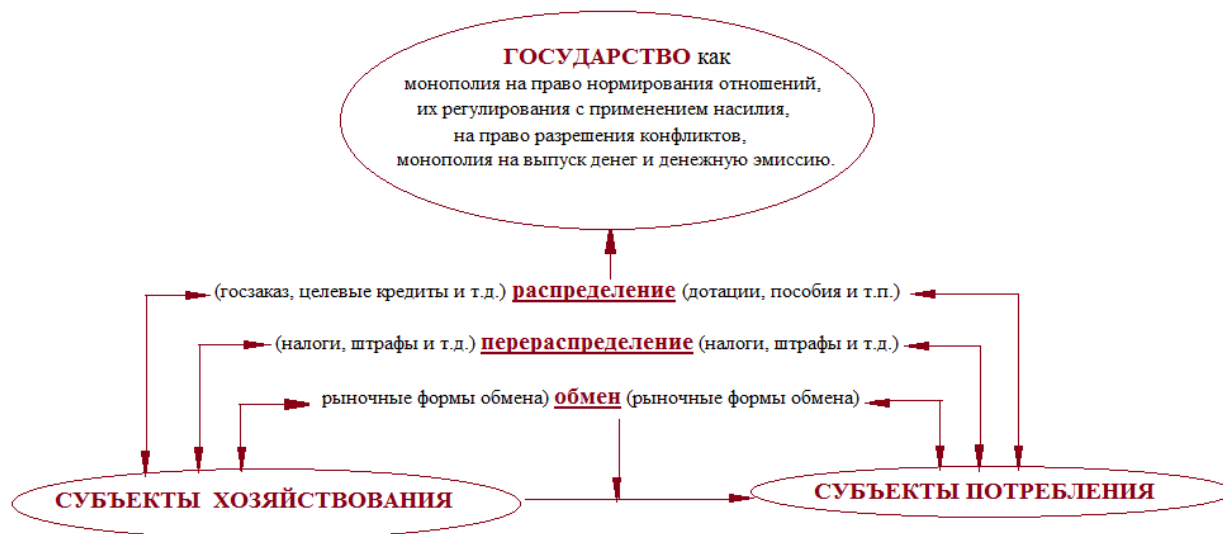 ГОСУДАРСТВО как
монополия на право нормирования отношений,
их регулирования с применением насилия,
на право разрешения конфликтов,
монополия на выпуск денег и денежную эмиссию.
(госзаказ, целевые кредиты и т.д.) распределение (дотации, пособия и т.п.)
(налоги, штрафы и т.д.) перераспределение (налоги, штрафы и т.д.)
рыночные формы обмена) обмен (рыночные формы обмена)
СУБЪЕКТЫ ХОЗЯЙСТВОВАНИЯ
СУБЪЕКТЫ ПОТРЕБЛЕНИЯ